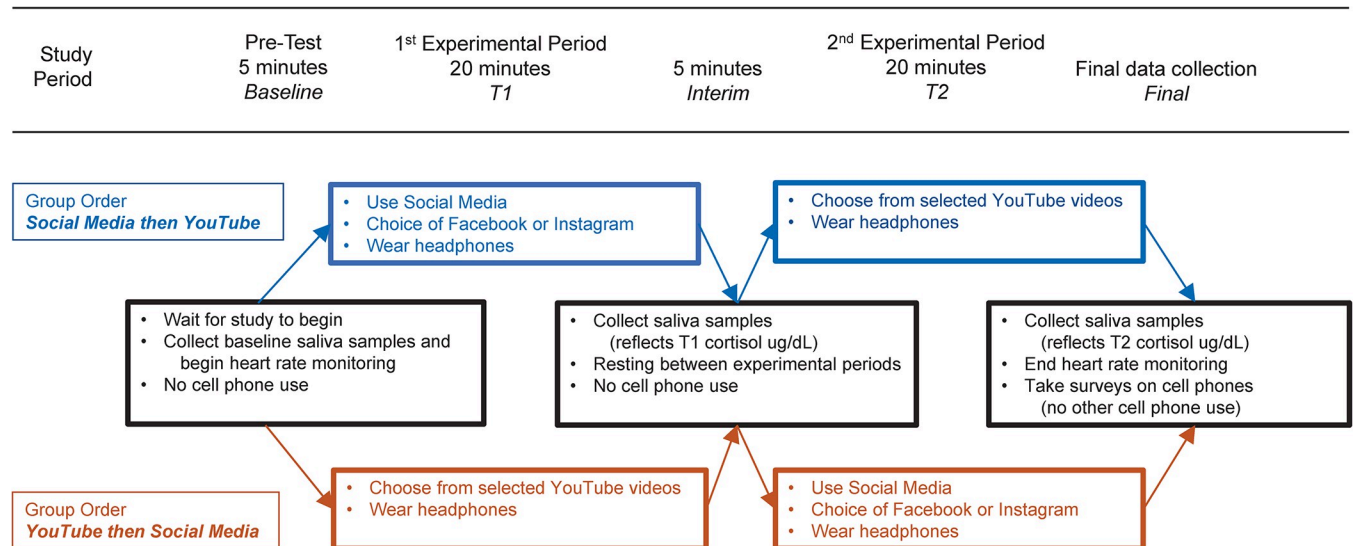 Study
Period
Pre-Test
5 minutes
Baseline
1st Experimental Period
20 minutes
T1
5 minutes
Interim
2nd Experimental Period
20 minutes
T2
Final data collection
Final
Group Order
Social Media then YouTube
• Use Social Media
• Choice of Facebook or Instagram
• Wear headphones
• Choose from selected YouTube videos
• Wear headphones
• Wait for study to begin
• Collect baseline saliva samples and
begin heart rate monitoring
• No cell phone use
• Collect saliva samples
(reflects T1 cortisol ug/dL)
• Resting between experimental periods
• No cell phone use
• Collect saliva samples
(reflects T2 cortisol ug/dL)
• End heart rate monitoring
• Take surveys on cell phones
(no other cell phone use)
Group Order
YouTube then Social Media
• Choose from selected YouTube videos
• Wear headphones
• Use Social Media
• Choice of Facebook or Instagram
• Wear headphones